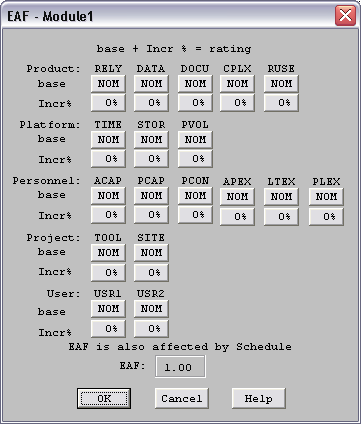 EAF - Module1
base + Incr % = rating
Product: RELY DATA DOCU CPLX RUSE
base NOM NOM NOM NOM NOM
Incr% 0% 0% 0% 0% 0%
Platform: TIME STOR PVOL
base NOM NOM NOM
Incr% 0% 0% 0%
Personnel: ACAP PCAP PCON APEX LTEX PLEX
base NOM NOM NOM NOM NOM NOM
Incr% 0% 0% 0% 0% 0% 0%
Project: TOOL SITE
base NOM NOM
Incr% 0% 0%
User: USR1 USR2
base NOM NOM
Incr% 0% 0%
EAF is also affected by Schedule
EAF: 1.00
OK Cancel Help